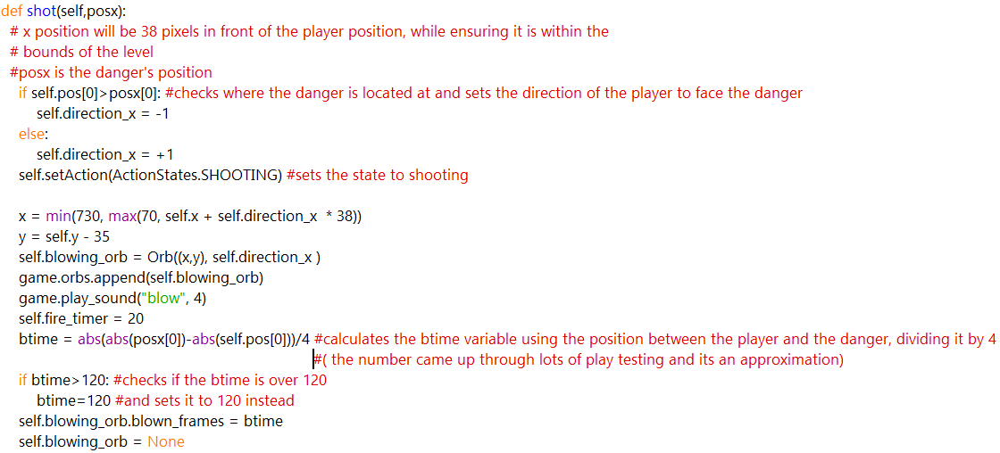 def shot(self,posx):
# x position will be 38 pixels in front of the player position, while ensuring it is within the
# bounds of the level
#posx is the danger's position
if self.pos[0]>posx[0]: #checks where the danger is located at and sets the direction of the player to face the danger
self.direction_x = -1
else:
self.direction_x = +1
self.setAction(ActionStates.SHOOTING) #sets the state to shooting
x = min(730, max(70, self.x + self.direction_x * 38))
y = self.y - 35
self.blowing_orb = Orb((x,y), self.direction_x )
game.orbs.append(self.blowing_orb)
game.play_sound("blow", 4)
self.fire_timer = 20
btime = abs(abs(posx[0])-abs(self.pos[0]))/4 #calculates the btime variable using the position between the player and the danger, dividing it by 4
#( the number came up through lots of play testing and its an approximation)
if btime>120: #checks if the btime is over 120
btime=120 #and sets it to 120 instead
self.blowing_orb.blown_frames = btime
self.blowing_orb = None